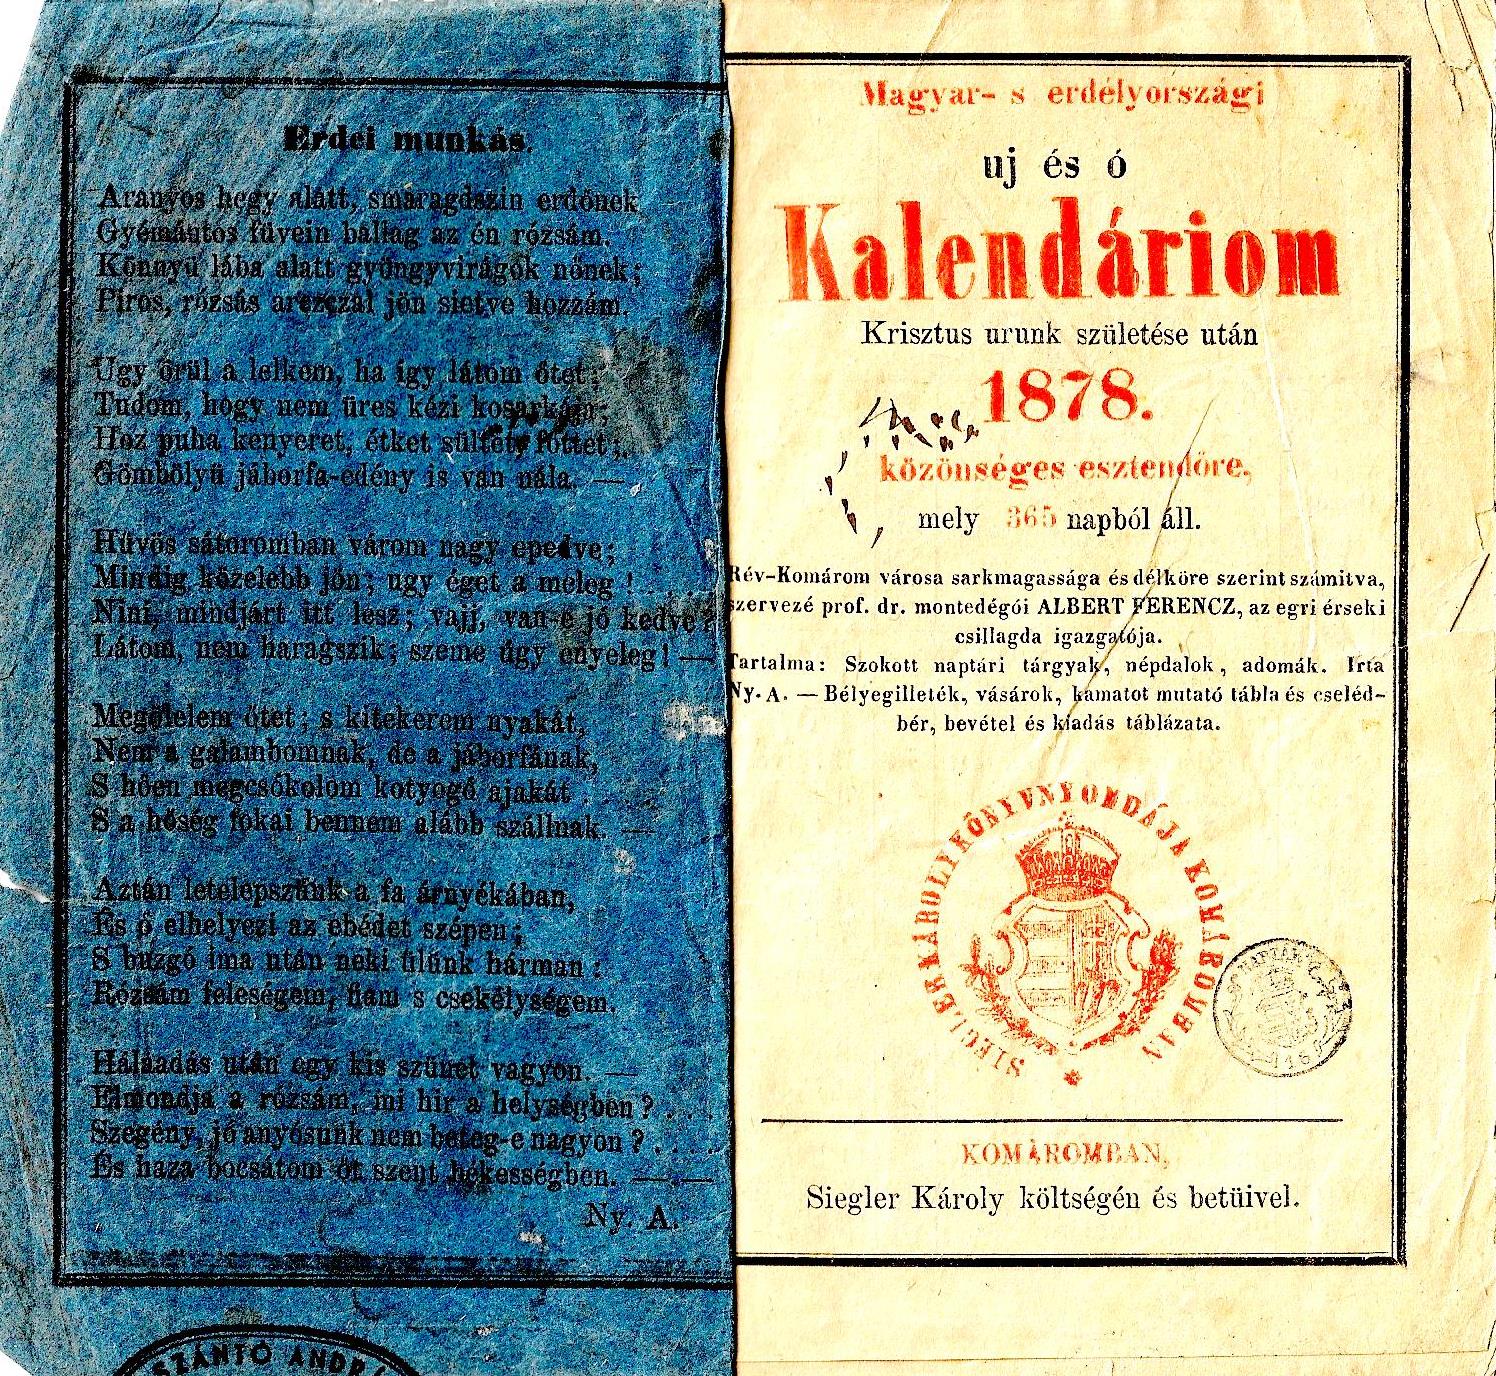 Erdei munkás.
Aranyos hegy alatt, smaragdszin erdőnek
Gyémántos füvein ballag az én rózsám.
Könnyü lába alatt gyöngyvirágok nőnek;
Piros, rózsás arczczal jön sietve hozzám.
Ugy örül a lelkem, ha igy látom őtet;
Tudom, hogy nem üres kézi kosarkája;
Hoz puha kenyeret, étket sültet, főttet;
Gömbölyü jáborfa-edény is van nála. —
Hüvös sátoromban várom nagy epedve;
Mindig közelebb jön; ugy éget a meleg !. . . .
Nini, mindjárt itt lesz; vajj, van-e jó kedve?
Látom, nem haragszik; szeme úgy enyeleg! —
Megölelem őtet; s kitekerem nyakát,
Nem a galambomnak, de a jáborfának,
S hően megcsókolom kotyogó ajakát . . . .
S a hőség fokai bennem alább szállnak. —
Aztán letelepszünk a fa árnyékában,
És ő elhelyezi az ebédet szépen;
S buzgó ima után neki ülünk hárman :
Rózsám feleségem, fiam s csekélységem.
Hálaadás után egy kis szünet vagyon. —
Elmondja a rózsám, mi hir a helységben ? . . . .
Szegény, jó anyósunk nem beteg-e nagyon ? . . . .
És haza bocsátom őt szent békességben. — —
Ny. A.
SZÁNTÓ ANDRÁ
Magyar- s erdélyországi
uj és ó
Kalendáriom
Krisztus urunk születése után
1878.
közönséges esztendőre,
mely 365 napból áll.
Rév-Komárom városa sarkmagassága és délköre szerint számitva,
szervezé prof. dr. montedégói ALBERT FERENCZ, az egri érseki
csillagda igazgatója.
Tartalma: Szokott naptári tárgyak, népdalok, adomák. Irta
Ny. A. — Bélyegilleték, vásárok, kamatot mutató tábla és cseléd-
bér, bevétel és kiadás táblázata.
SIEGLER KÁROLY KÖNYVNYOMDÁJA KOMÁROMBAN
KOMÁROMBAN,
Siegler Károly költségén és betüivel.